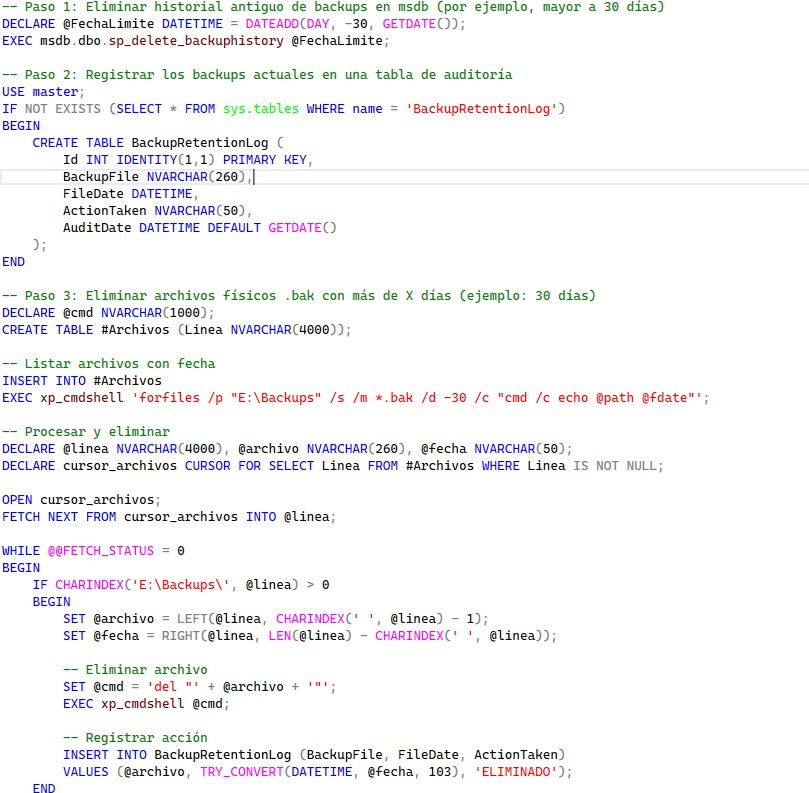 -- Paso 1: Eliminar historial antiguo de backups en msdb (por ejemplo, mayor a 30 días)
DECLARE @FechaLimite DATETIME = DATEADD(DAY, -30, GETDATE());
EXEC msdb.dbo.sp_delete_backuphistory @FechaLimite;

-- Paso 2: Registrar los backups actuales en una tabla de auditoría
USE master;
IF NOT EXISTS (SELECT * FROM sys.tables WHERE name = 'BackupRetentionLog')
BEGIN
    CREATE TABLE BackupRetentionLog (
        Id INT IDENTITY(1,1) PRIMARY KEY,
        BackupFile NVARCHAR(260),
        FileDate DATETIME,
        ActionTaken NVARCHAR(50),
        AuditDate DATETIME DEFAULT GETDATE()
    );
END

-- Paso 3: Eliminar archivos físicos .bak con más de X días (ejemplo: 30 días)
DECLARE @cmd NVARCHAR(1000);
CREATE TABLE #Archivos (Linea NVARCHAR(4000));

-- Listar archivos con fecha
INSERT INTO #Archivos
EXEC xp_cmdshell 'forfiles /p "E:\Backups" /s /m *.bak /d -30 /c "cmd /c echo @path @fdate"';

-- Procesar y eliminar
DECLARE @linea NVARCHAR(4000), @archivo NVARCHAR(260), @fecha NVARCHAR(50);
DECLARE cursor_archivos CURSOR FOR SELECT Linea FROM #Archivos WHERE Linea IS NOT NULL;

OPEN cursor_archivos;
FETCH NEXT FROM cursor_archivos INTO @linea;

WHILE @@FETCH_STATUS = 0
BEGIN
    IF CHARINDEX('E:\Backups\', @linea) > 0
    BEGIN
        SET @archivo = LEFT(@linea, CHARINDEX(' ', @linea) - 1);
        SET @fecha = RIGHT(@linea, LEN(@linea) - CHARINDEX(' ', @linea));

        -- Eliminar archivo
        SET @cmd = 'del "' + @archivo + '"';
        EXEC xp_cmdshell @cmd;

        -- Registrar acción
        INSERT INTO BackupRetentionLog (BackupFile, FileDate, ActionTaken)
        VALUES (@archivo, TRY_CONVERT(DATETIME, @fecha, 103), 'ELIMINADO');
    END